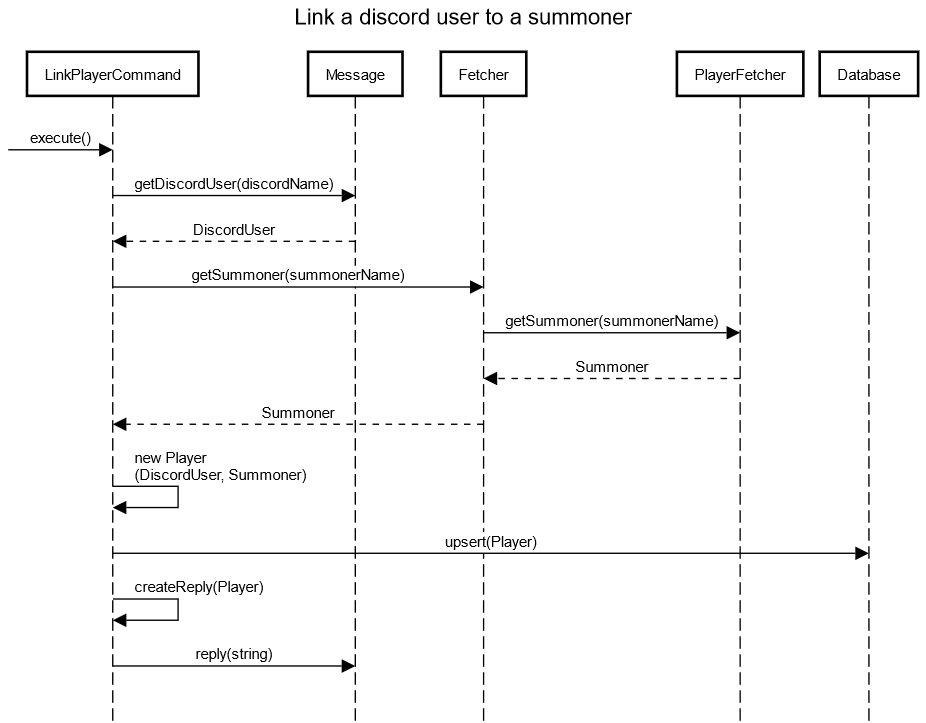 Link a discord user to a summoner
LinkPlayerCommand
Message
Fetcher
PlayerFetcher
Database
execute()
getDiscordUser(discordName)
DiscordUser
getSummoner(summonerName)
getSummoner(summonerName)
Summoner
Summoner
new Player
(DiscordUser, Summoner)
upsert(Player)
createReply(Player)
reply(string)